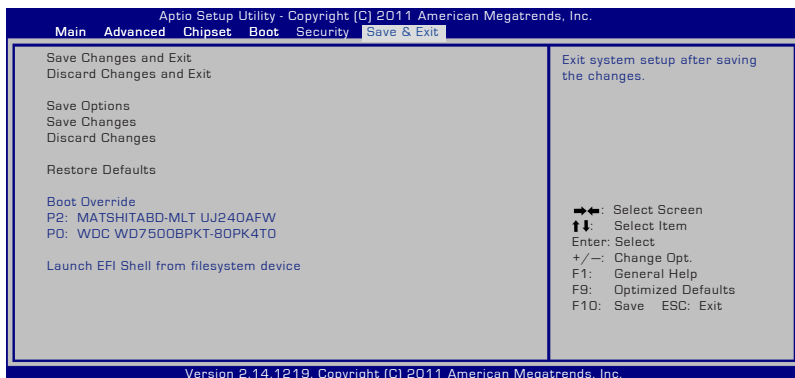 Aptio Setup Utility - Copyright (C) 2011 American Megatrends, Inc.
Main Advanced Chipset Boot Security Save & Exit
Save Changes and Exit
Discard Changes and Exit
Save Options
Save Changes
Discard Changes
Restore Defaults
Boot Override
P2: MATSHITABD-MLT UJ240AFW
P0: WDC WD7500BPKT-80PK4T0
Launch EFI Shell from filesystem device
Exit system setup after saving
the changes.
→←: Select Screen
↑↓: Select Item
Enter: Select
+/—: Change Opt.
F1: General Help
F9: Optimized Defaults
F10: Save ESC: Exit
Version 2.14.1219. Copyright (C) 2011 American Megatrends, Inc.